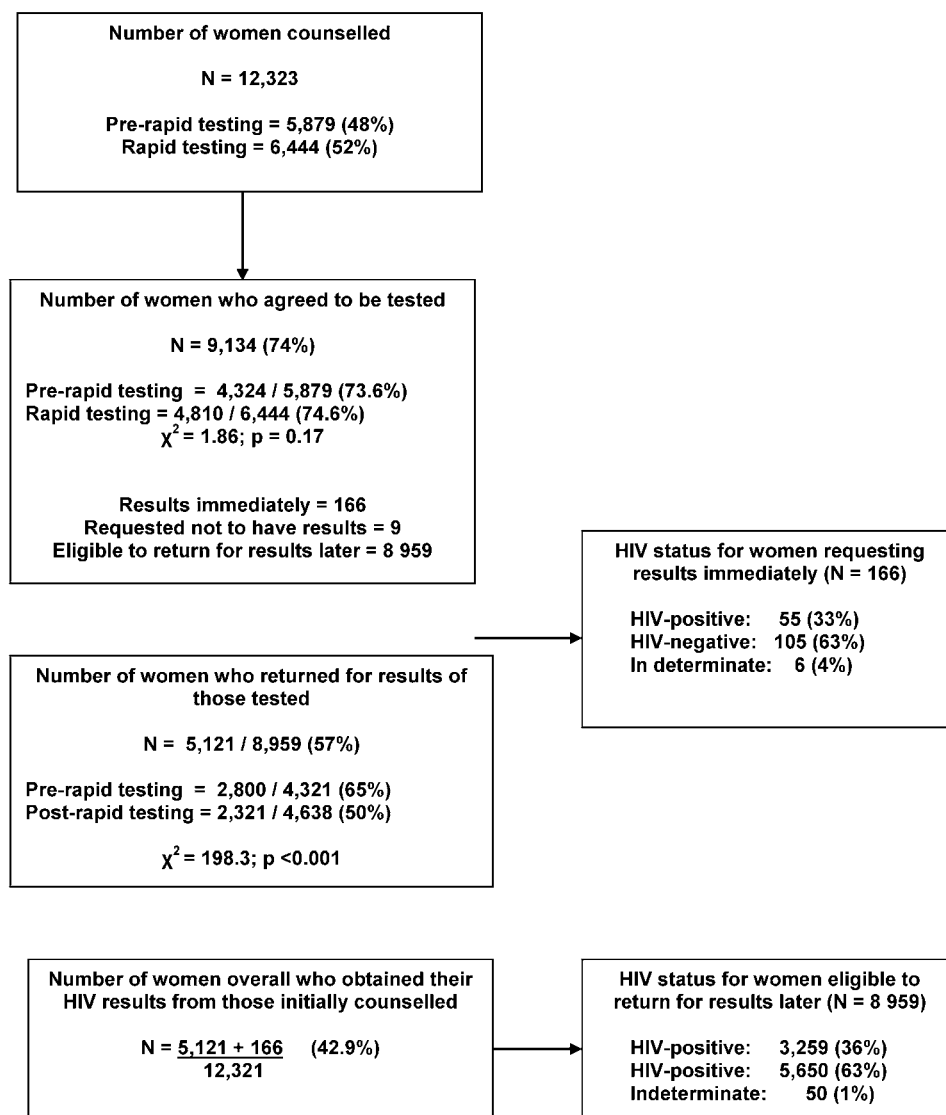 Number of women counselled
N = 12,323
Pre-rapid testing = 5,879 (48%)
Rapid testing = 6,444 (52%)
Number of women who agreed to be tested
N = 9,134 (74%)
Pre-rapid testing = 4,324 / 5,879 (73.6%)
Rapid testing = 4,810 / 6,444 (74.6%)
χ² = 1.86; p = 0.17
Results immediately = 166
Requested not to have results = 9
Eligible to return for results later = 8 959
HIV status for women requesting
results immediately (N = 166)
HIV-positive: 55 (33%)
HIV-negative: 105 (63%)
In determinate: 6 (4%)
Number of women who returned for results of
those tested
N = 5,121 / 8,959 (57%)
Pre-rapid testing = 2,800 / 4,321 (65%)
Post-rapid testing = 2,321 / 4,638 (50%)
χ² = 198.3; p <0.001
Number of women overall who obtained their
HIV results from those initially counselled
N = 5,121 + 166 (42.9%)
12,321
HIV status for women eligible to
return for results later (N = 8 959)
HIV-positive: 3,259 (36%)
HIV-positive: 5,650 (63%)
Indeterminate: 50 (1%)